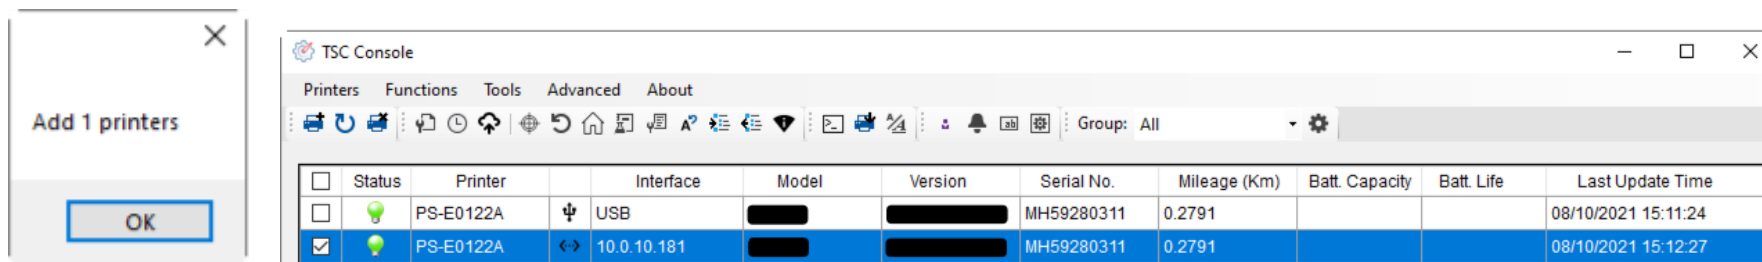 Add 1 printers
OK
TSC Console
Printers Functions Tools Advanced About
Group: All
Status Printer Interface Model Version Serial No. Mileage (Km) Batt. Capacity Batt. Life Last Update Time
PS-E0122A USB MH59280311 0.2791 08/10/2021 15:11:24
PS-E0122A 10.0.10.181 MH59280311 0.2791 08/10/2021 15:12:27